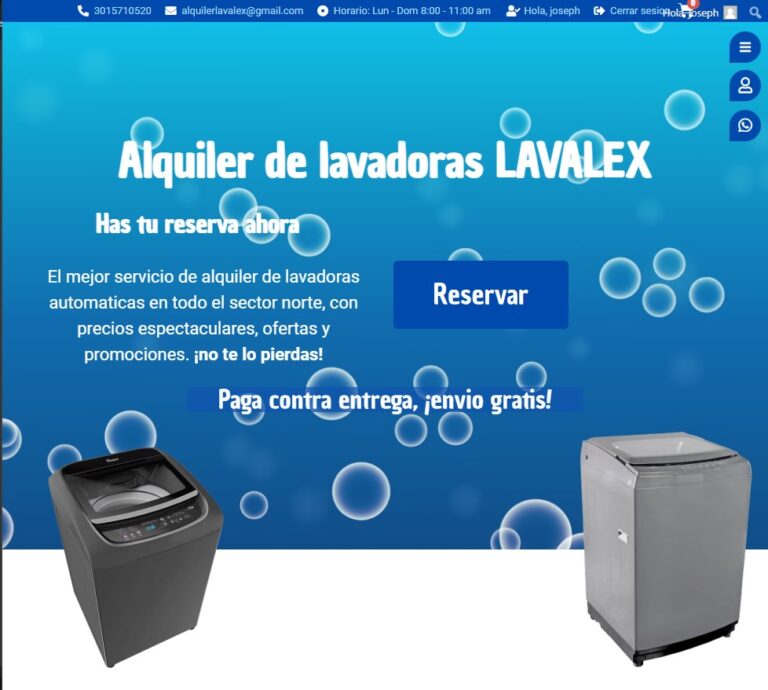 3015710520 alquilerlavalex@gmail.com Horario: Lun - Dom 8:00 - 11:00 am Hola, joseph Cerrar sesion 0 Hola, joseph
Alquiler de lavadoras LAVALEX
Has tu reserva ahora
El mejor servicio de alquiler de lavadoras
automaticas en todo el sector norte, con
precios espectaculares, ofertas y
promociones. ¡no te lo pierdas!
Reservar
Paga contra entrega, ¡envio gratis!